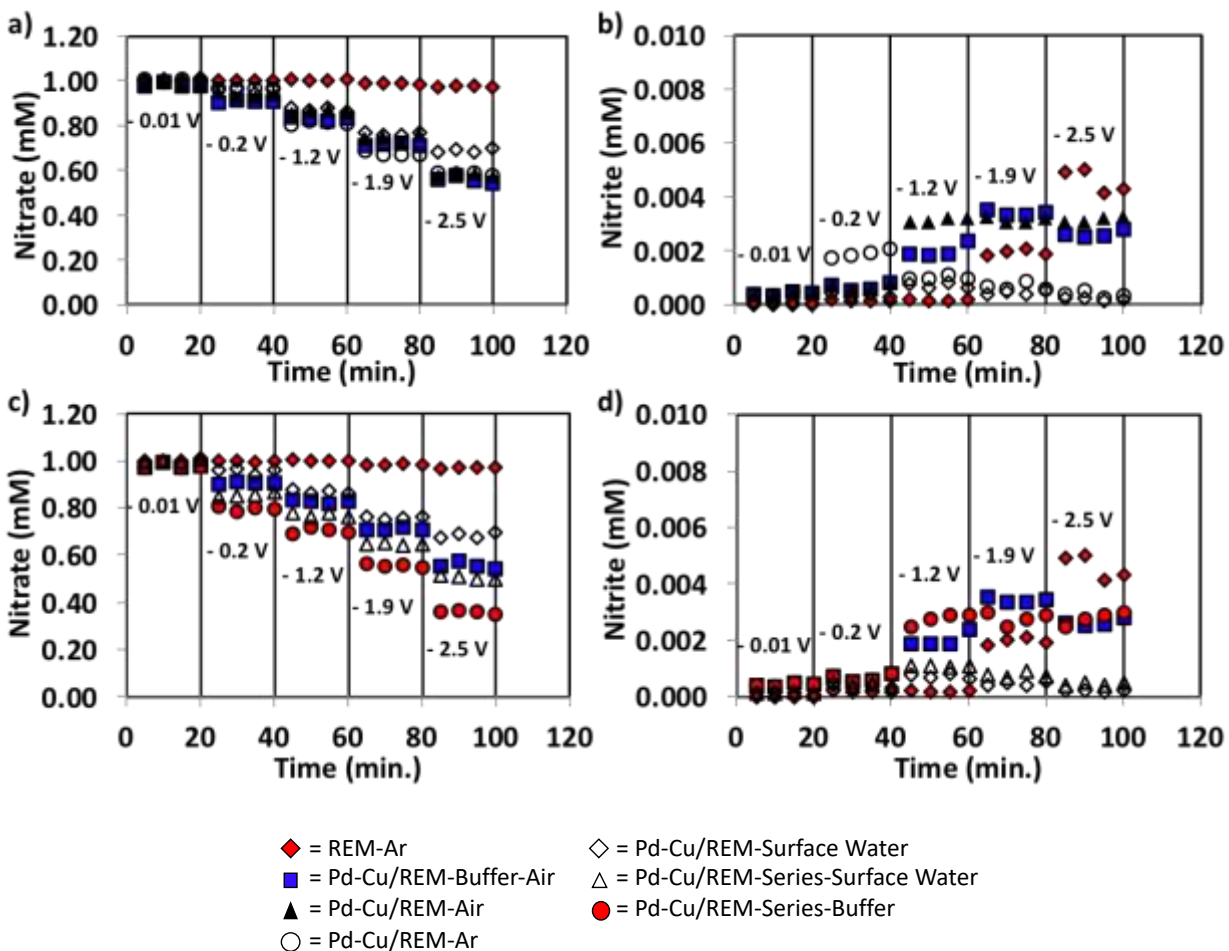 a)
1.20
1.00
0.80
0.60
0.40
0.20
0.00
Nitrate (mM)
- 0.01 V
- 0.2 V
- 1.2 V
- 1.9 V
- 2.5 V
0 20 40 60 80 100 120
Time (min.)
b)
0.010
0.008
0.006
0.004
0.002
0.000
Nitrite (mM)
- 0.01 V
- 0.2 V
- 1.2 V
- 1.9 V
- 2.5 V
0 20 40 60 80 100 120
Time (min.)
c)
1.20
1.00
0.80
0.60
0.40
0.20
0.00
Nitrate (mM)
- 0.01 V
- 0.2 V
- 1.2 V
- 1.9 V
- 2.5 V
0 20 40 60 80 100 120
Time (min.)
d)
0.010
0.008
0.006
0.004
0.002
0.000
Nitrite (mM)
- 0.01 V
- 0.2 V
- 1.2 V
- 1.9 V
- 2.5 V
0 20 40 60 80 100 120
Time (min.)
= REM-Ar
= Pd-Cu/REM-Buffer-Air
= Pd-Cu/REM-Air
= Pd-Cu/REM-Ar
= Pd-Cu/REM-Surface Water
= Pd-Cu/REM-Series-Surface Water
= Pd-Cu/REM-Series-Buffer